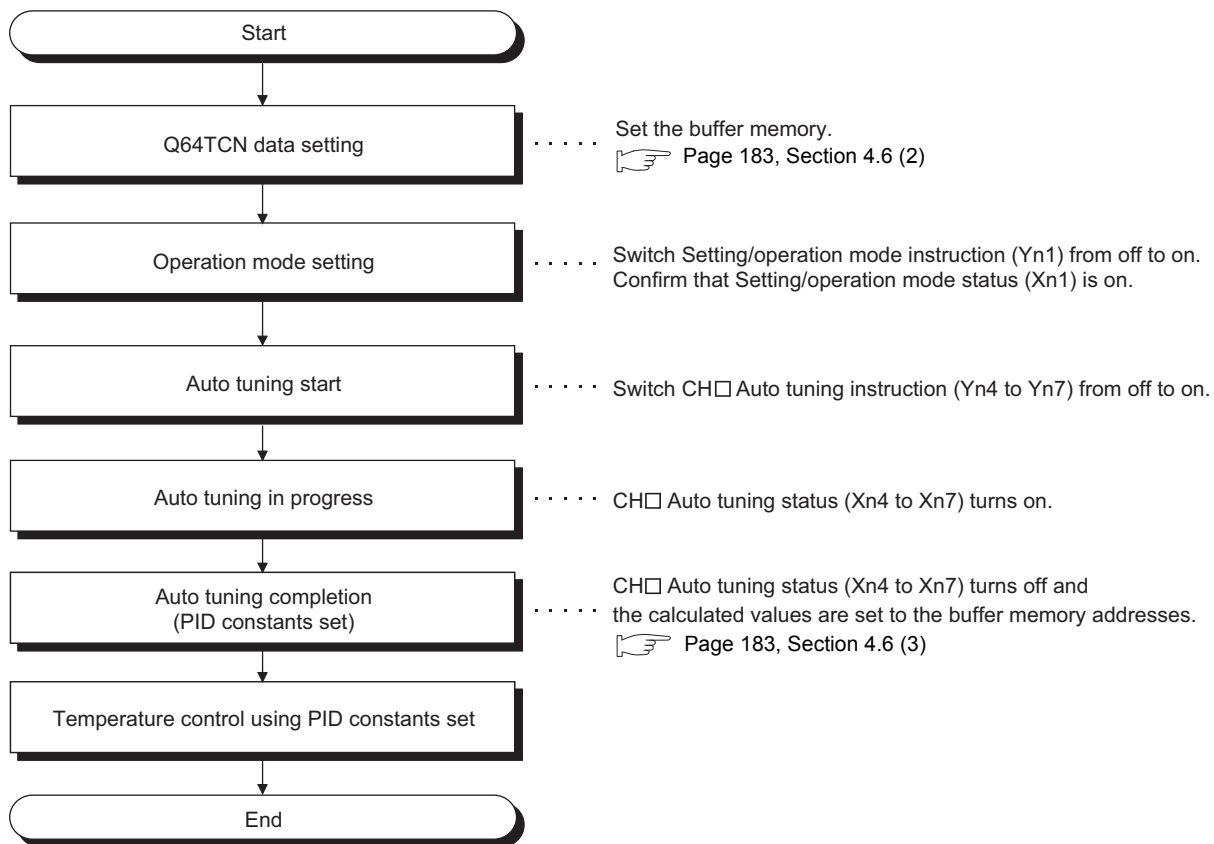 Start
Q64TCN data setting
Set the buffer memory.
Page 183, Section 4.6 (2)
Operation mode setting
Switch Setting/operation mode instruction (Yn1) from off to on.
Confirm that Setting/operation mode status (Xn1) is on.
Auto tuning start
Switch CH□ Auto tuning instruction (Yn4 to Yn7) from off to on.
Auto tuning in progress
CH□ Auto tuning status (Xn4 to Xn7) turns on.
Auto tuning completion
(PID constants set)
CH□ Auto tuning status (Xn4 to Xn7) turns off and
the calculated values are set to the buffer memory addresses.
Page 183, Section 4.6 (3)
Temperature control using PID constants set
End